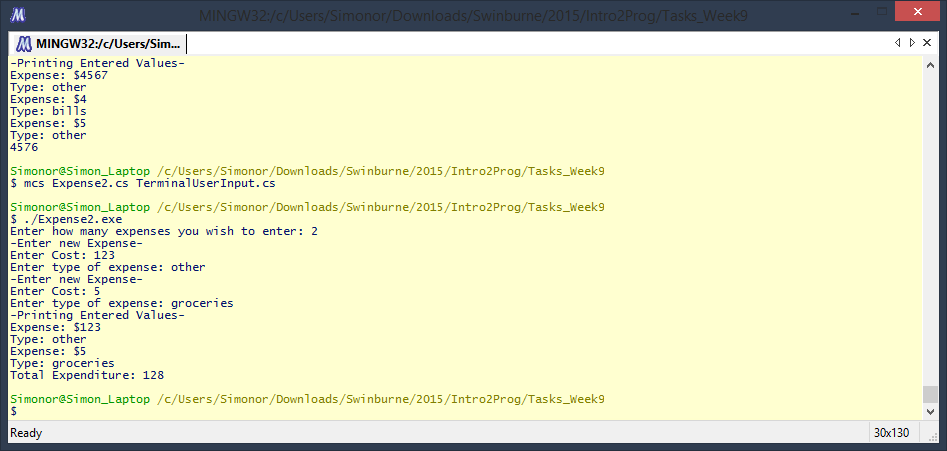 MINGW32:/c/Users/Simonor/Downloads/Swinburne/2015/Intro2Prog/Tasks_Week9
MINGW32:/c/Users/Sim...
-Printing Entered Values-
Expense: $4567
Type: other
Expense: $4
Type: bills
Expense: $5
Type: other
4576
Simonor@Simon_Laptop /c/Users/Simonor/Downloads/Swinburne/2015/Intro2Prog/Tasks_Week9
$ mcs Expense2.cs TerminalUserInput.cs
Simonor@Simon_Laptop /c/Users/Simonor/Downloads/Swinburne/2015/Intro2Prog/Tasks_Week9
$ ./Expense2.exe
Enter how many expenses you wish to enter: 2
-Enter new Expense-
Enter Cost: 123
Enter type of expense: other
-Enter new Expense-
Enter Cost: 5
Enter type of expense: groceries
-Printing Entered Values-
Expense: $123
Type: other
Expense: $5
Type: groceries
Total Expenditure: 128
Simonor@Simon_Laptop /c/Users/Simonor/Downloads/Swinburne/2015/Intro2Prog/Tasks_Week9
$
Ready 30x130